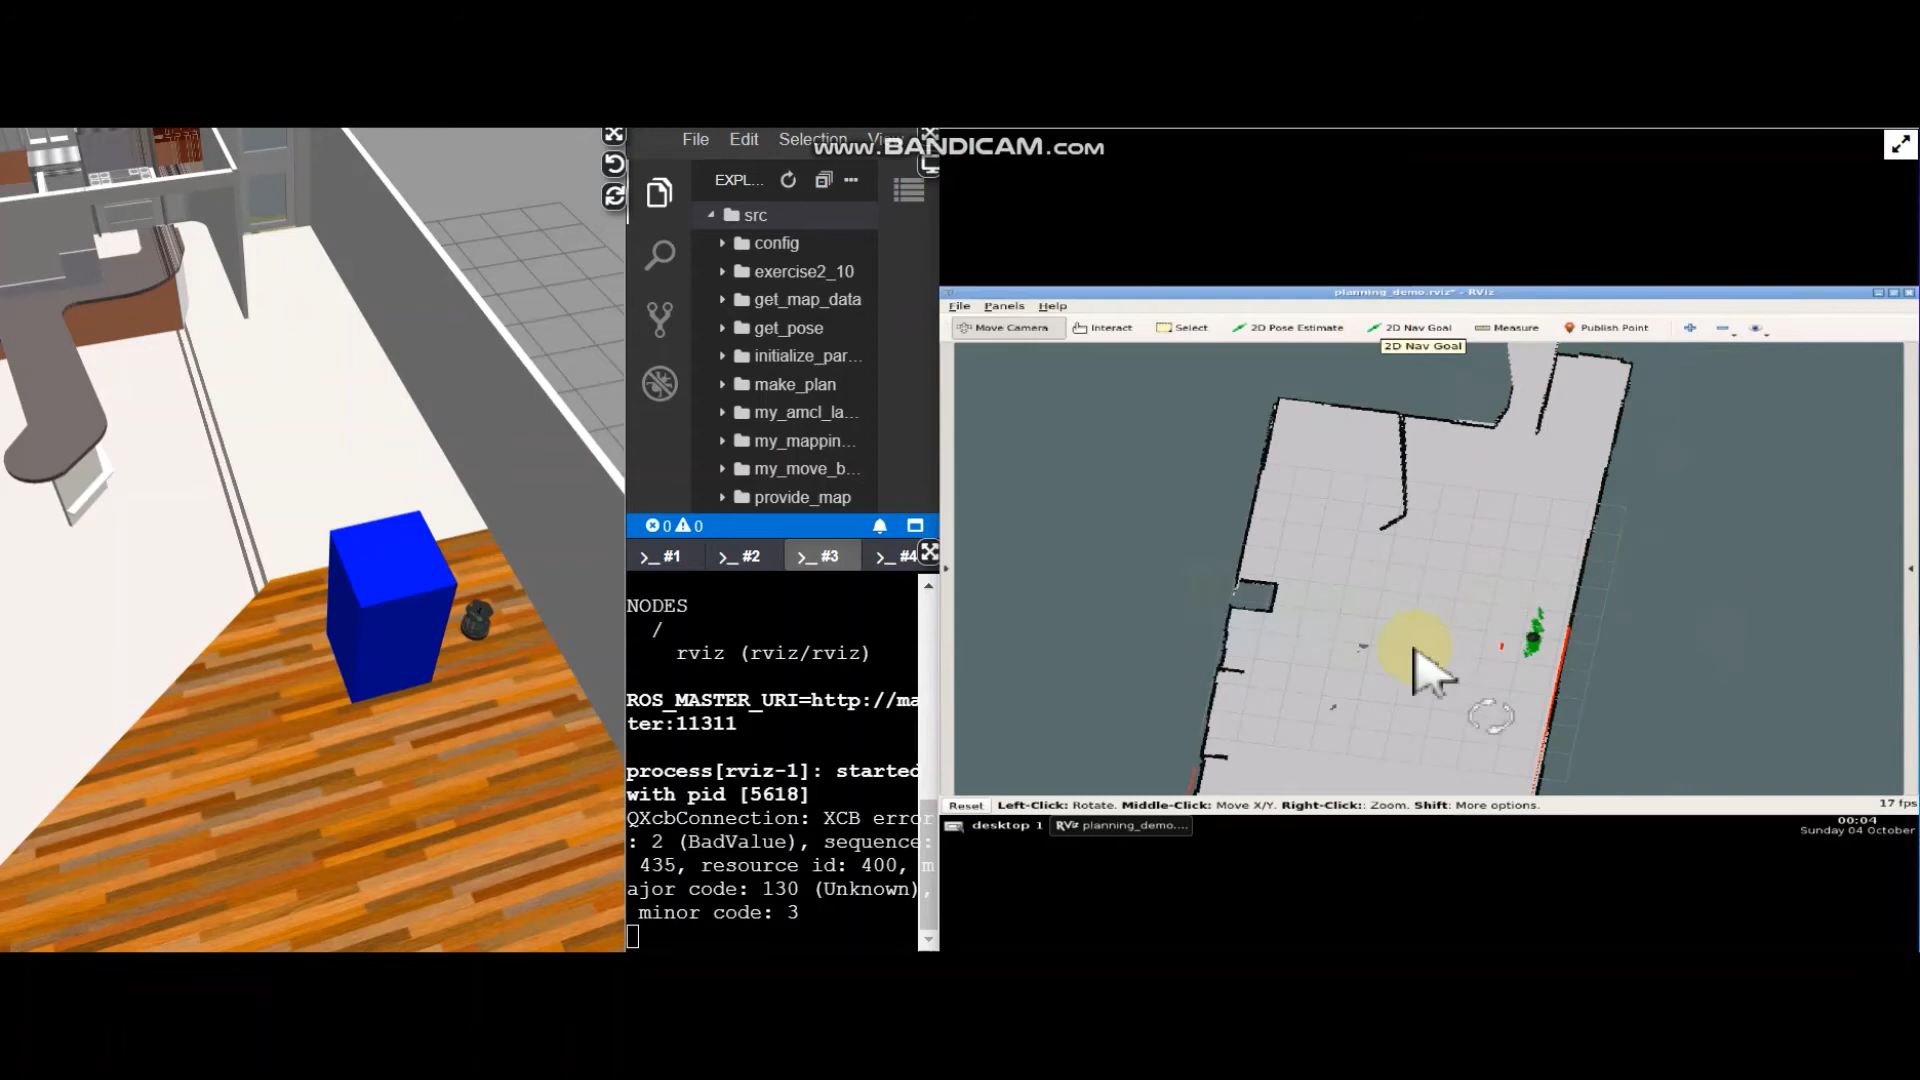 File Edit Selection View
www.BANDICAM.com
EXPL...
src
config
exercise2_10
get_map_data
get_pose
initialize_par...
make_plan
my_amcl_la...
my_mappin...
my_move_b...
provide_map
0 0
>_ #1 >_ #2 >_ #3 >_ #4
NODES
/
rviz (rviz/rviz)
ROS_MASTER_URI=http://ma
ter:11311
process[rviz-1]: started
with pid [5618]
QXcbConnection: XCB error
: 2 (BadValue), sequence:
435, resource id: 400, m
ajor code: 130 (Unknown),
minor code: 3
planning_demo.rviz* - RViz
File Panels Help
Move Camera Interact Select 2D Pose Estimate 2D Nav Goal Measure Publish Point
2D Nav Goal
Reset Left-Click: Rotate. Middle-Click: Move X/Y. Right-Click:: Zoom. Shift: More options. 17 fps
desktop 1 RViz planning_demo.... 00:04
Sunday 04 October